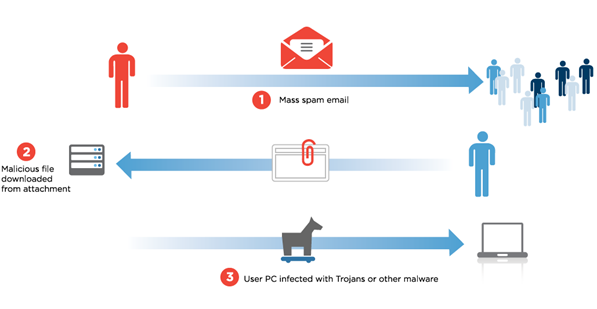 1 Mass spam email
2
Malicious file
downloaded
from attachment
3 User PC infected with Trojans or other malware